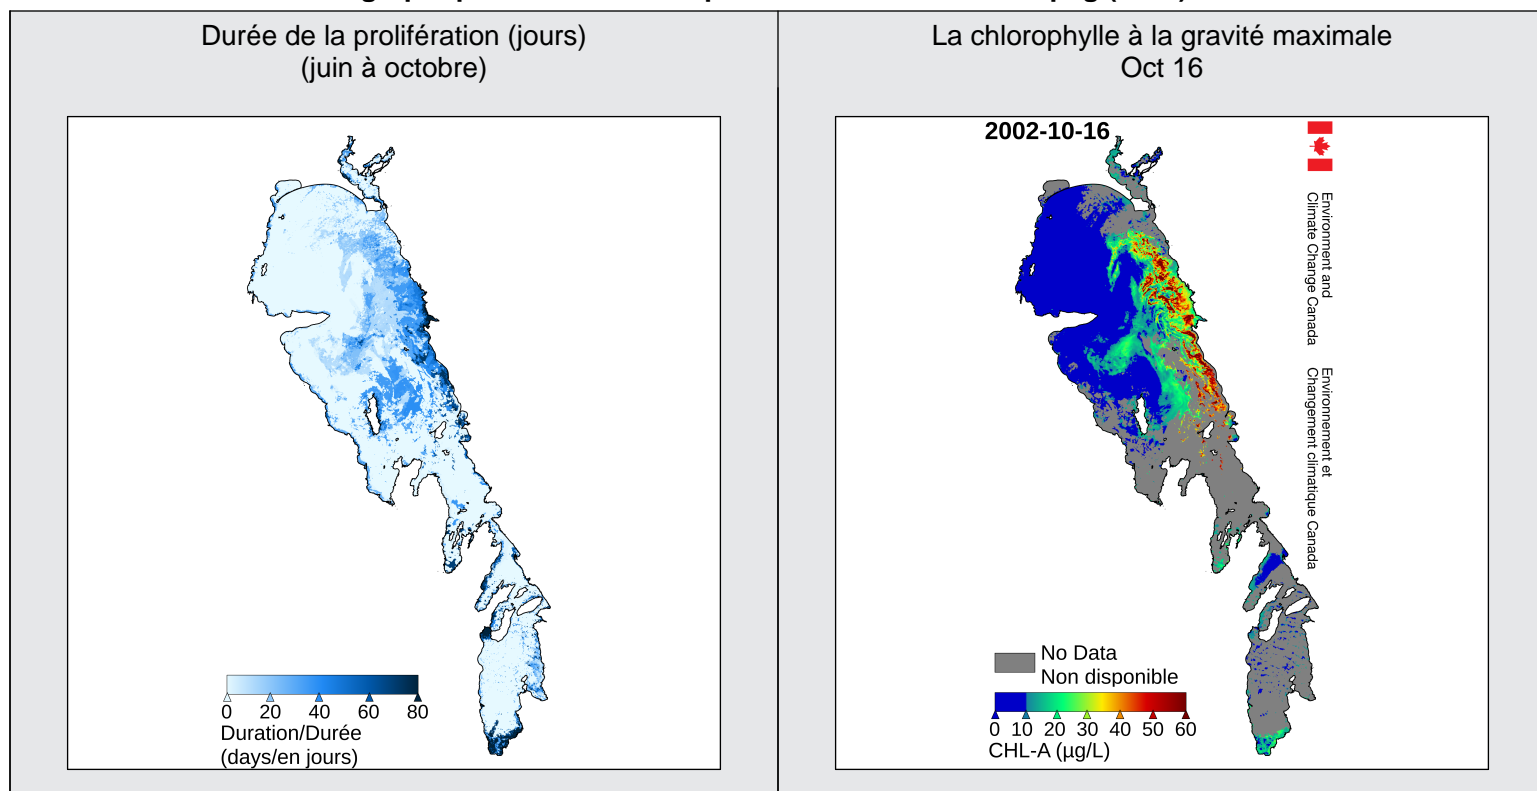 Durée de la prolifération (jours)
(juin à octobre)
La chlorophylle à la gravité maximale
Oct 16
0 20 40 60 80
Duration/Durée
(days/en jours)
2002-10-16
Environment and
Climate Change Canada
Environnement et
Changement climatique Canada
No Data
Non disponible
0 10 20 30 40 50 60
CHL-A (µg/L)